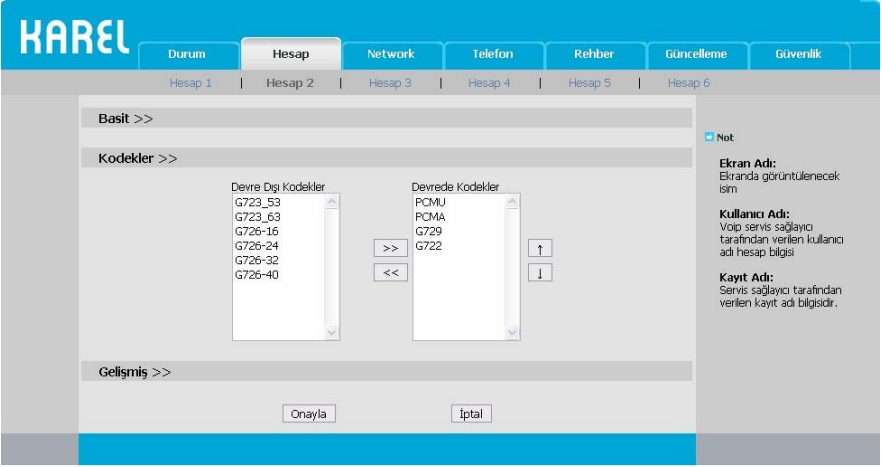 KAREL
Durum Hesap Network Telefon Rehber Güncelleme Güvenlik
Hesap 1 | Hesap 2 | Hesap 3 | Hesap 4 | Hesap 5 | Hesap 6
Basit >>
Kodekler >>
Devre Dışı Kodekler
G723_53
G723_63
G726-16
G726-24
G726-32
G726-40
>>
<<
Devrede Kodekler
PCMU
PCMA
G729
G722
↑
↓
Gelişmiş >>
Onayla İptal
Not
Ekran Adı:
Ekranda görüntülenecek
isim
Kullanıcı Adı:
Voip servis sağlayıcı
tarafından verilen kullanıcı
adı hesap bilgisi
Kayıt Adı:
Servis sağlayıcı tarafından
verilen kayıt adı bilgisidir.